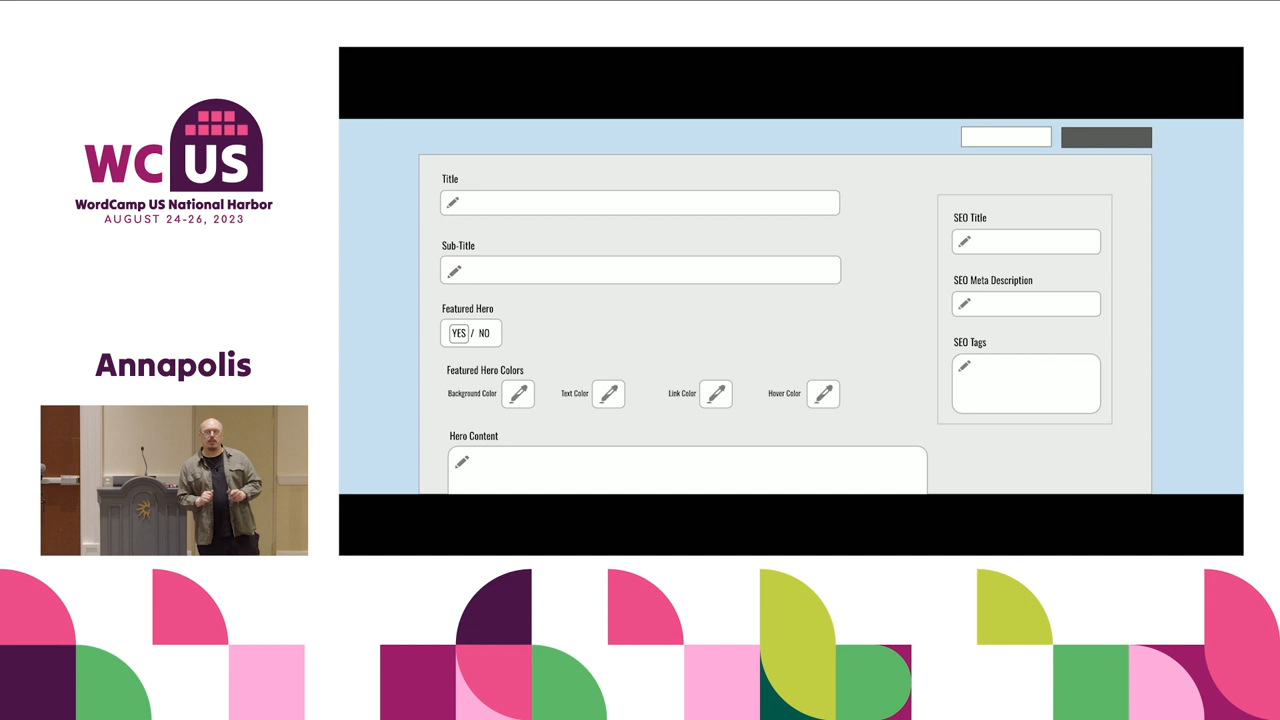 WC US
WordCamp US National Harbor
AUGUST 24-26, 2023
Annapolis
Title
Sub-Title
Featured Hero
YES / NO
Featured Hero Colors
Background Color
Text Color
Link Color
Hover Color
Hero Content
SEO Title
SEO Meta Description
SEO Tags